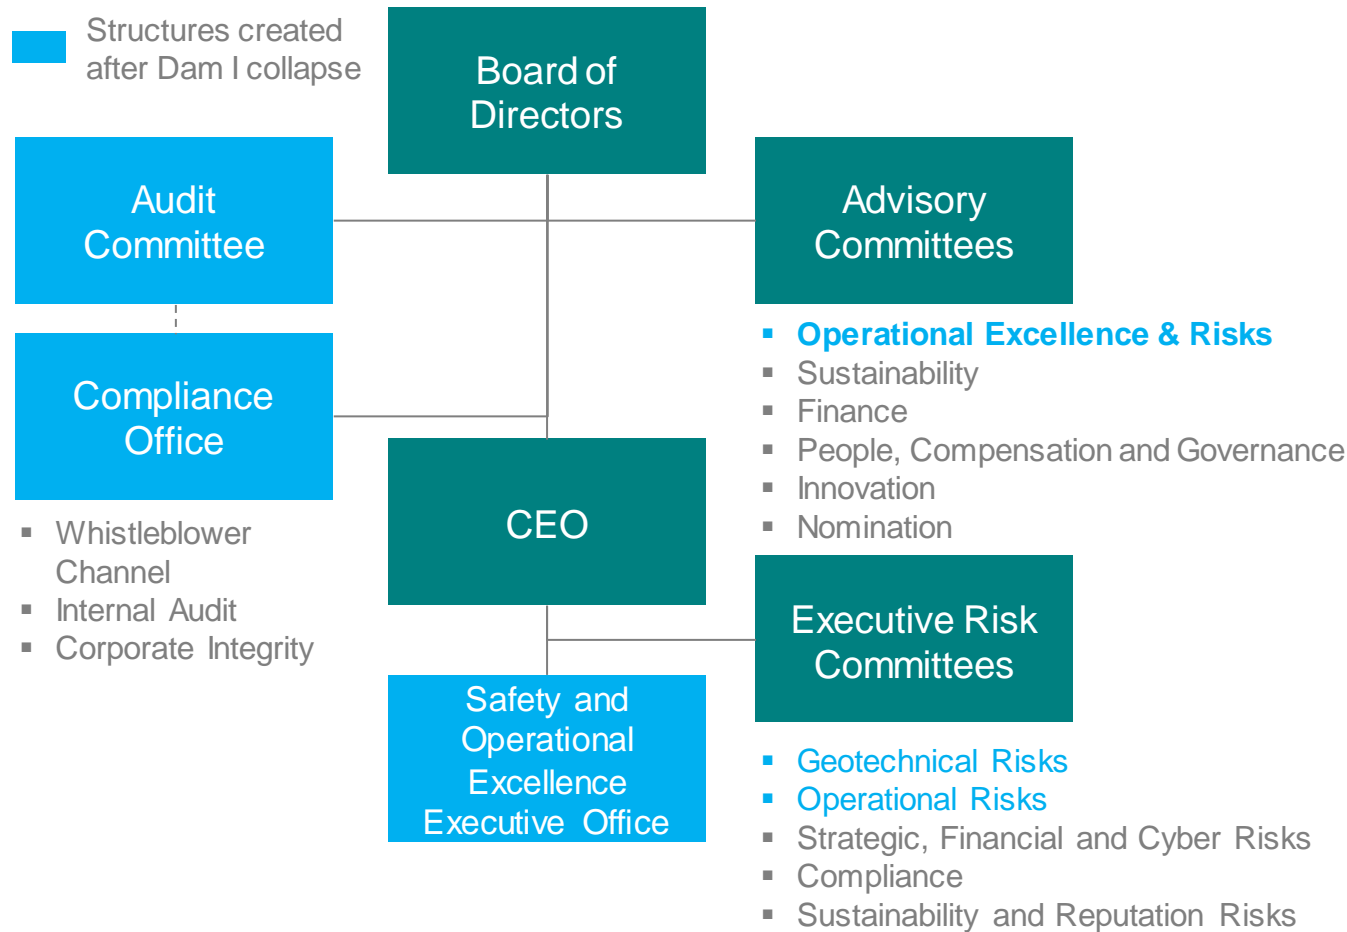 Structures created
after Dam I collapse
Board of
Directors
Audit
Committee
Advisory
Committees
▪ Operational Excellence & Risks
▪ Sustainability
▪ Finance
▪ People, Compensation and Governance
▪ Innovation
▪ Nomination
Compliance
Office
▪ Whistleblower
Channel
▪ Internal Audit
▪ Corporate Integrity
CEO
Executive Risk
Committees
▪ Geotechnical Risks
▪ Operational Risks
▪ Strategic, Financial and Cyber Risks
▪ Compliance
▪ Sustainability and Reputation Risks
Safety and
Operational
Excellence
Executive Office